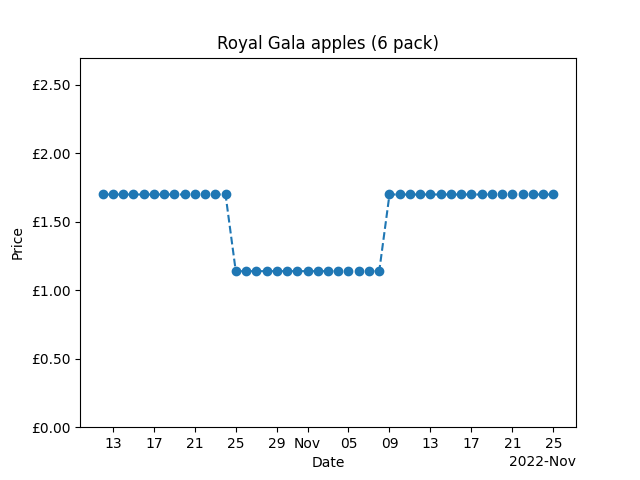 Royal Gala apples (6 pack)
£2.50
£2.00
£1.50
£1.00
£0.50
£0.00
Price
13 17 21 25 29 Nov 05 09 13 17 21 25
Date
2022-Nov